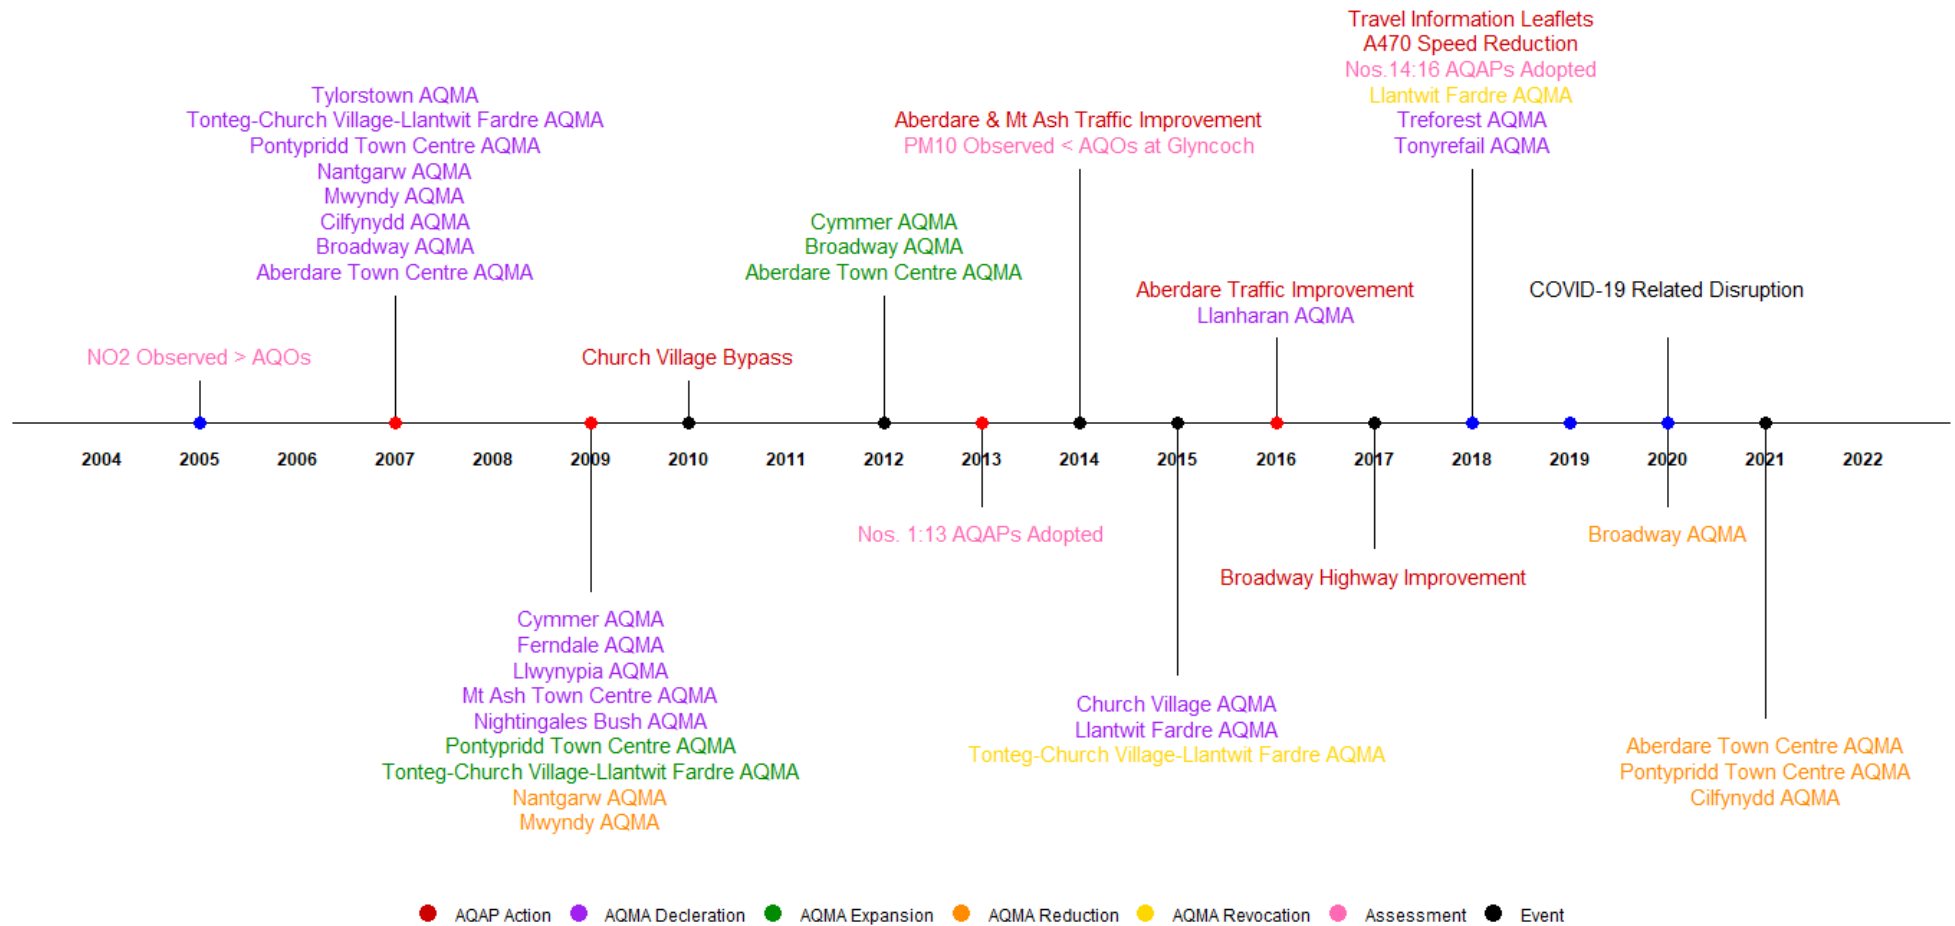 Travel Information Leaflets
A470 Speed Reduction
Nos.14:16 AQAPs Adopted
Llantwit Fardre AQMA
Treforest AQMA
Tonyrefail AQMA
Tylorstown AQMA
Tonteg-Church Village-Llantwit Fardre AQMA
Pontypridd Town Centre AQMA
Nantgarw AQMA
Mwyndy AQMA
Cilfynydd AQMA
Broadway AQMA
Aberdare Town Centre AQMA
Aberdare & Mt Ash Traffic Improvement
PM10 Observed < AQOs at Glyncoch
Cymmer AQMA
Broadway AQMA
Aberdare Town Centre AQMA
Aberdare Traffic Improvement
Llanharan AQMA
COVID-19 Related Disruption
NO2 Observed > AQOs
Church Village Bypass
2004 2005 2006 2007 2008 2009 2010 2011 2012 2013 2014 2015 2016 2017 2018 2019 2020 2021 2022
Nos. 1:13 AQAPs Adopted
Broadway AQMA
Broadway Highway Improvement
Cymmer AQMA
Ferndale AQMA
Llwynypia AQMA
Mt Ash Town Centre AQMA
Nightingales Bush AQMA
Pontypridd Town Centre AQMA
Tonteg-Church Village-Llantwit Fardre AQMA
Nantgarw AQMA
Mwyndy AQMA
Church Village AQMA
Llantwit Fardre AQMA
Tonteg-Church Village-Llantwit Fardre AQMA
Aberdare Town Centre AQMA
Pontypridd Town Centre AQMA
Cilfynydd AQMA
AQAP Action AQMA Decleration AQMA Expansion AQMA Reduction AQMA Revocation Assessment Event